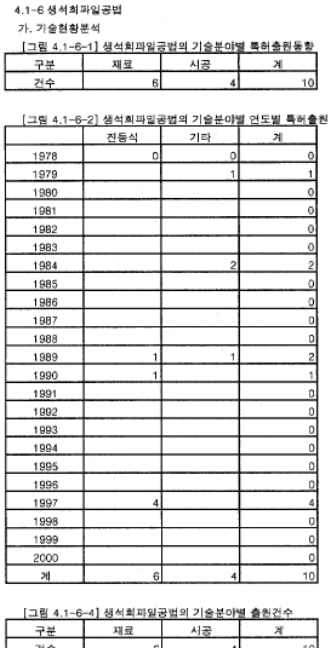 4.1-6 생석회파일공법
가. 기술현황분석
[그림 4.1-6-1] 생석회파일공법의 기술분야별 특허출원동향
구분 재료 시공 계
건수 6 4 10
[그림 4.1-6-2] 생석회파일공법의 기술분야별 연도별 특허출원
진동식 기타 계
1978 0 0 0
1979 1 1
1980 0
1981 0
1982 0
1983 0
1984 2 2
1985 0
1986 0
1987 0
1988 0
1989 1 1 2
1990 1 1
1991 0
1992 0
1993 0
1994 0
1995 0
1996 0
1997 4 4
1998 0
1999 0
2000 0
계 6 4 10
[그림 4.1-6-4] 생석회파일공법의 기술분야별 출원건수
구분 재료 시공 계